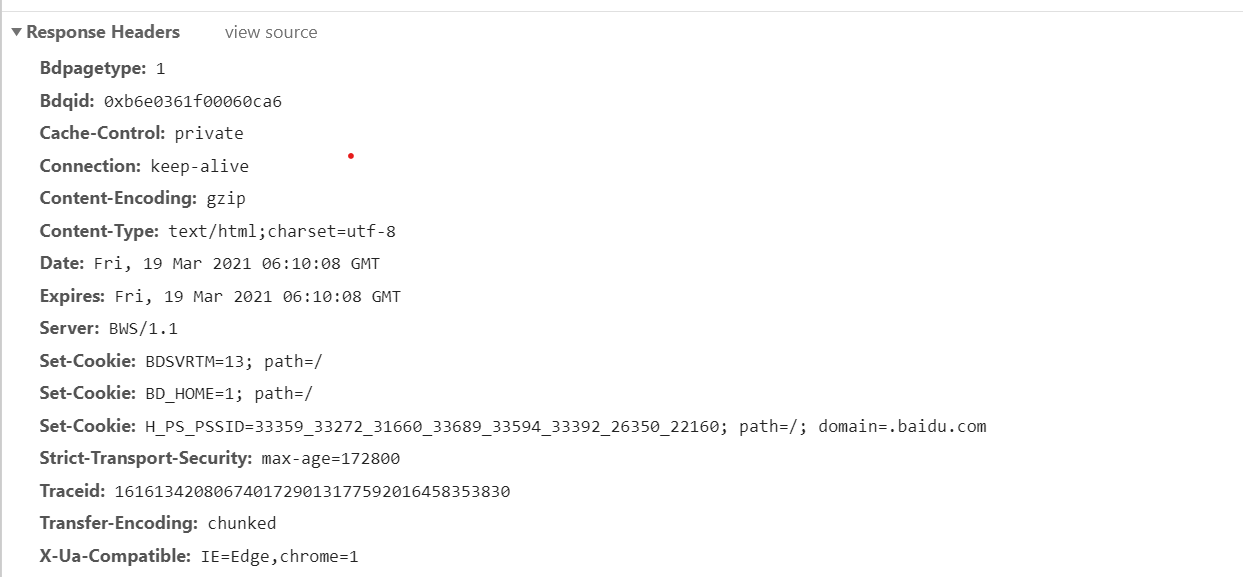 Response Headers view source
Bdpagetype: 1
Bdqid: 0xb6e0361f00060ca6
Cache-Control: private
Connection: keep-alive
Content-Encoding: gzip
Content-Type: text/html;charset=utf-8
Date: Fri, 19 Mar 2021 06:10:08 GMT
Expires: Fri, 19 Mar 2021 06:10:08 GMT
Server: BWS/1.1
Set-Cookie: BDSVRTM=13; path=/
Set-Cookie: BD_HOME=1; path=/
Set-Cookie: H_PS_PSSID=33359_33272_31660_33689_33594_33392_26350_22160; path=/; domain=.baidu.com
Strict-Transport-Security: max-age=172800
Traceid: 1616134208067401729013177592016458353830
Transfer-Encoding: chunked
X-Ua-Compatible: IE=Edge,chrome=1